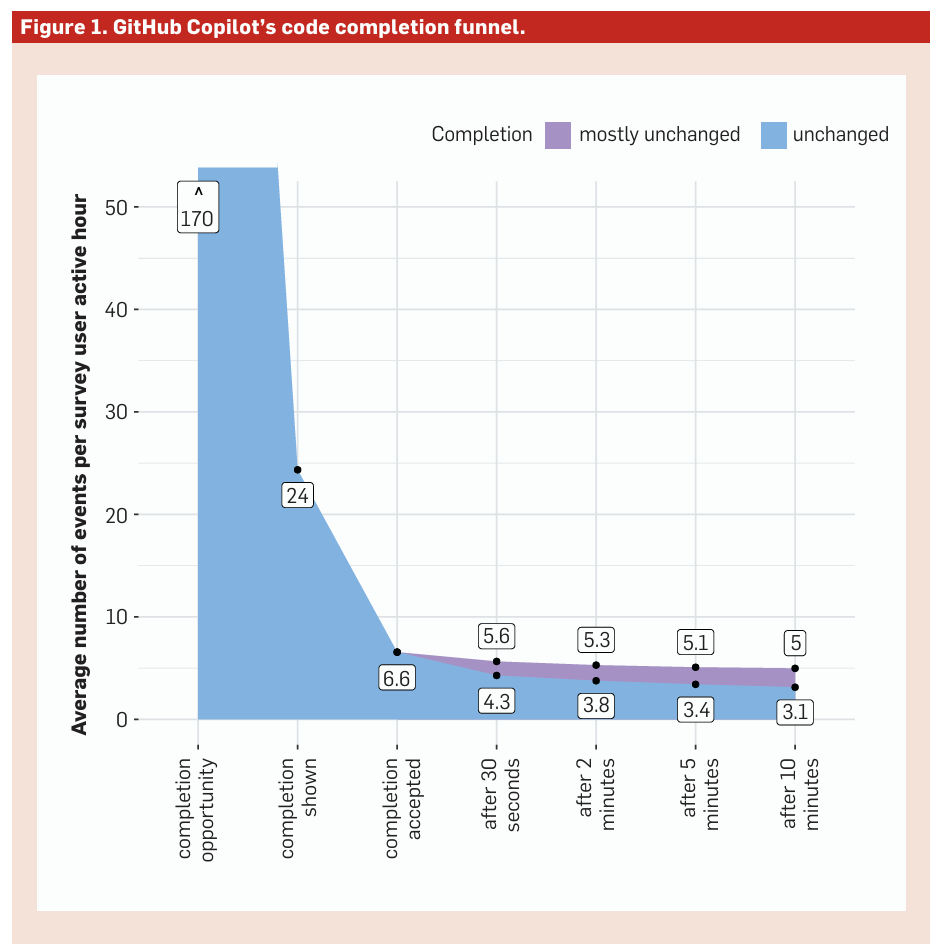 Figure 1. GitHub Copilot’s code completion funnel.
Completion mostly unchanged unchanged
Average number of events per survey user active hour
50
40
30
20
10
0
^
170
24
6.6
5.6
4.3
5.3
3.8
5.1
3.4
5
3.1
completion
opportunity
completion
shown
completion
accepted
after 30
seconds
after 2
minutes
after 5
minutes
after 10
minutes